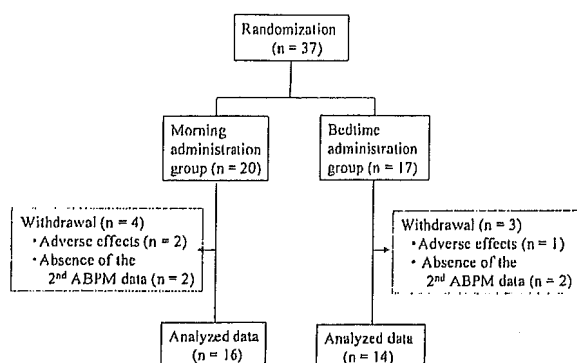 Randomization
(n = 37)
Morning
administration
group (n = 20)
Bedtime
administration
group (n = 17)
Withdrawal (n = 4)
・Adverse effects (n = 2)
・Absence of the
2nd ABPM data (n = 2)
Withdrawal (n = 3)
・Adverse effects (n = 1)
・Absence of the
2nd ABPM data (n = 2)
Analyzed data
(n = 16)
Analyzed data
(n = 14)